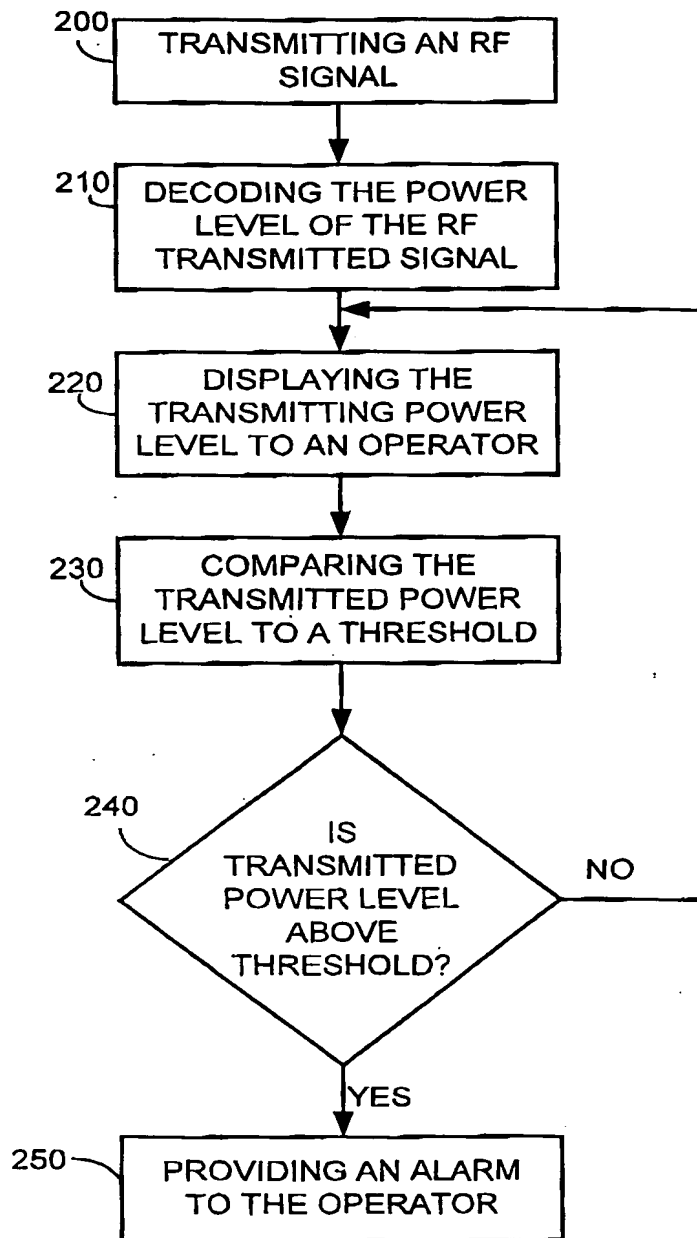 200
TRANSMITTING AN RF
SIGNAL
210
DECODING THE POWER
LEVEL OF THE RF
TRANSMITTED SIGNAL
220
DISPLAYING THE
TRANSMITTING POWER
LEVEL TO AN OPERATOR
230
COMPARING THE
TRANSMITTED POWER
LEVEL TO A THRESHOLD
240
IS
TRANSMITTED
POWER LEVEL
ABOVE
THRESHOLD?
NO
YES
250
PROVIDING AN ALARM
TO THE OPERATOR